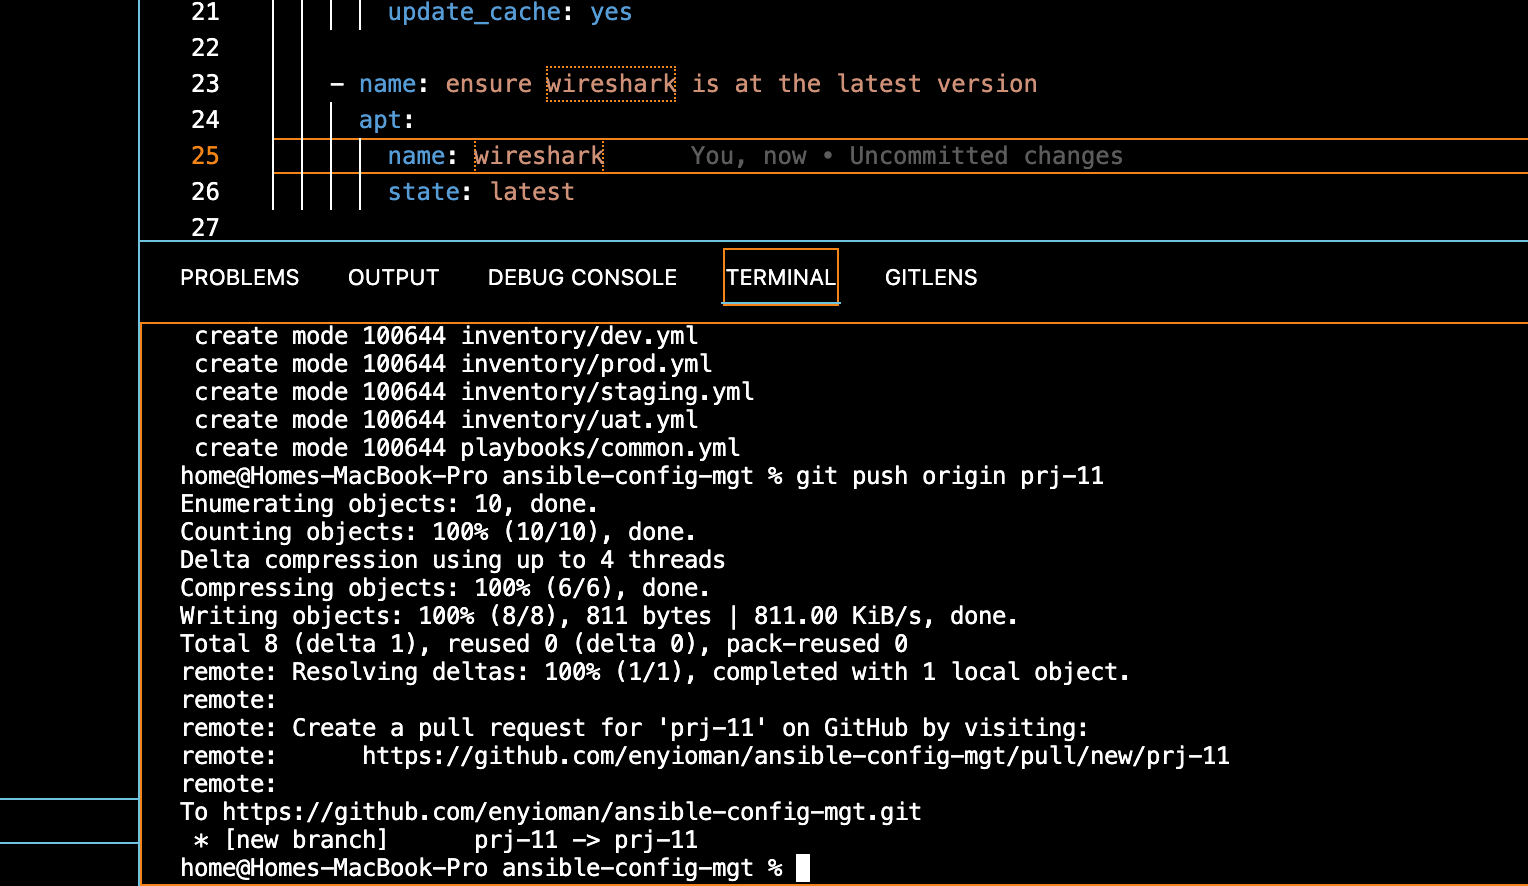 21 update_cache: yes
22
23 - name: ensure wireshark is at the latest version
24 apt:
25 name: wireshark You, now • Uncommitted changes
26 state: latest
27
PROBLEMS OUTPUT DEBUG CONSOLE TERMINAL GITLENS
create mode 100644 inventory/dev.yml
create mode 100644 inventory/prod.yml
create mode 100644 inventory/staging.yml
create mode 100644 inventory/uat.yml
create mode 100644 playbooks/common.yml
home@Homes-MacBook-Pro ansible-config-mgt % git push origin prj-11
Enumerating objects: 10, done.
Counting objects: 100% (10/10), done.
Delta compression using up to 4 threads
Compressing objects: 100% (6/6), done.
Writing objects: 100% (8/8), 811 bytes | 811.00 KiB/s, done.
Total 8 (delta 1), reused 0 (delta 0), pack-reused 0
remote: Resolving deltas: 100% (1/1), completed with 1 local object.
remote:
remote: Create a pull request for 'prj-11' on GitHub by visiting:
remote: https://github.com/enyioman/ansible-config-mgt/pull/new/prj-11
remote:
To https://github.com/enyioman/ansible-config-mgt.git
* [new branch] prj-11 -> prj-11
home@Homes-MacBook-Pro ansible-config-mgt %